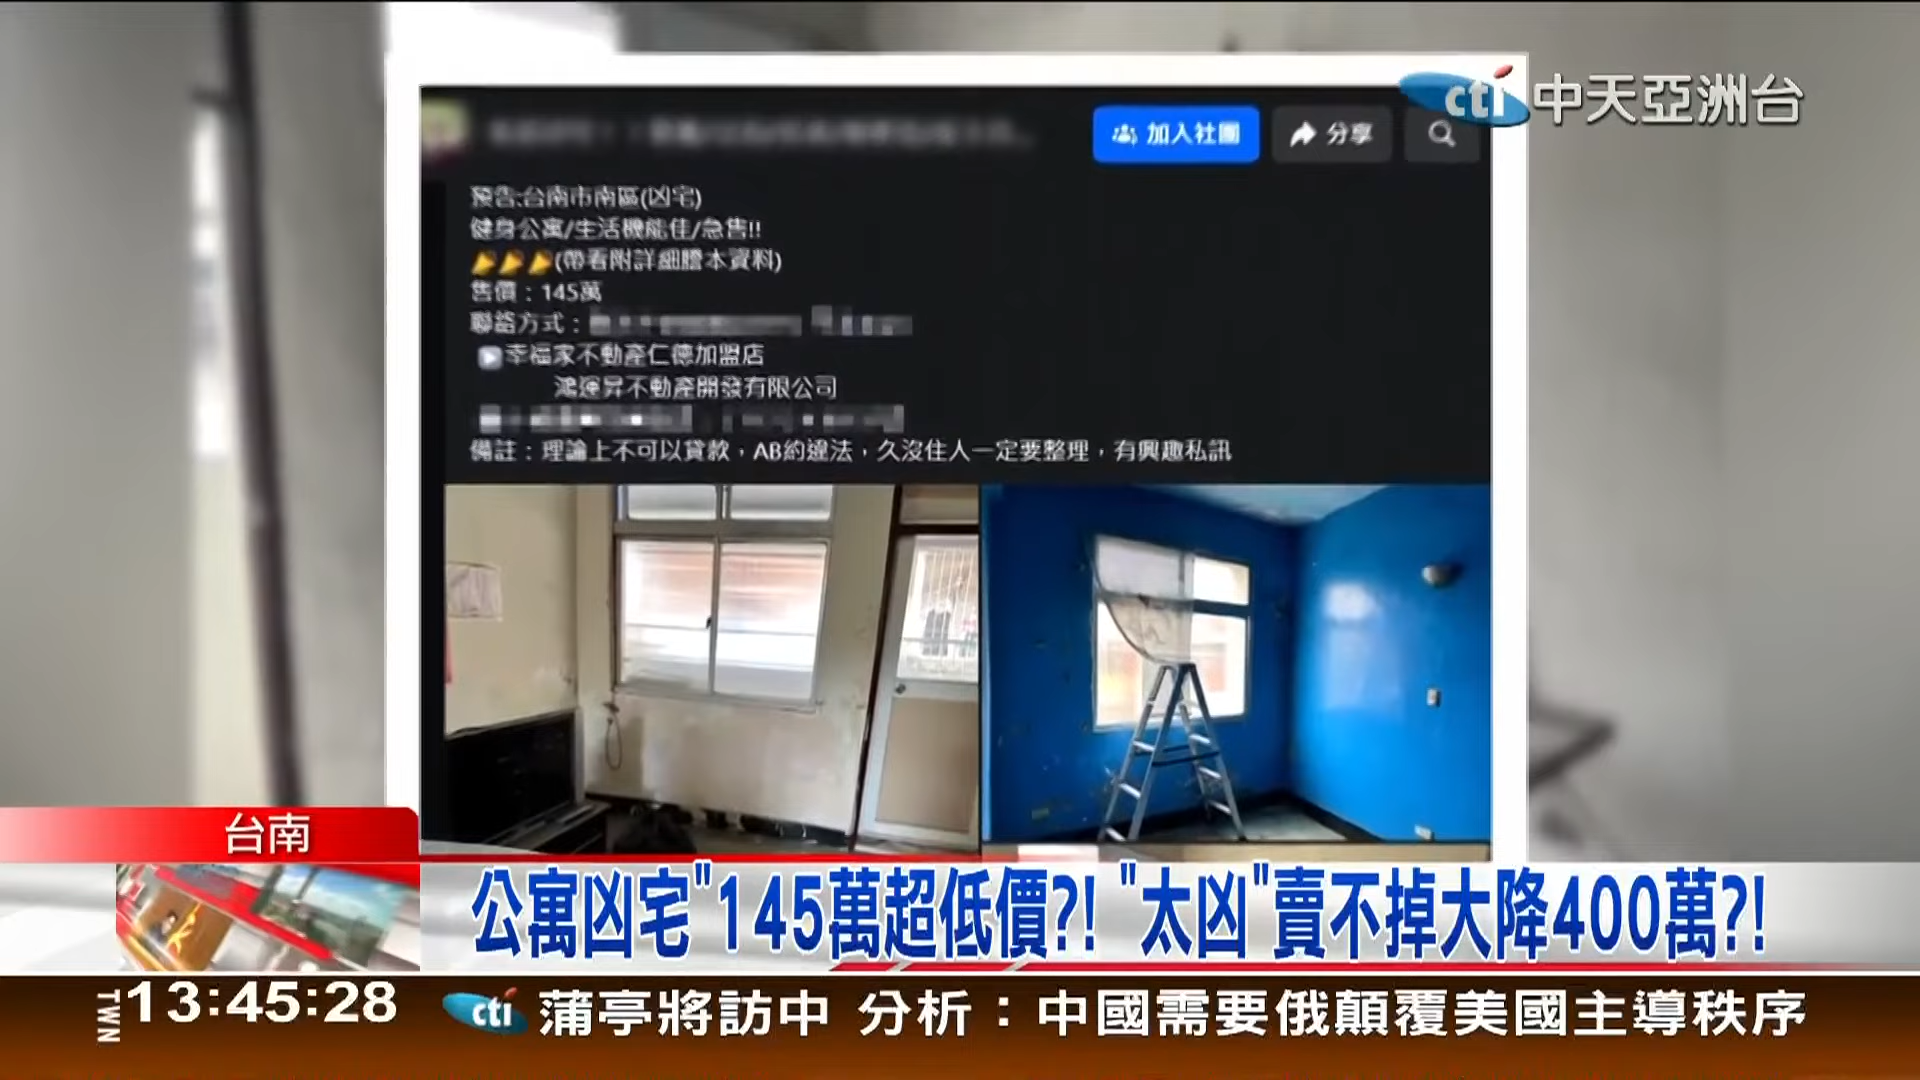 cti 中天亞洲台
加入社團
分享
預告:台南市南區(凶宅)
健身公寓/生活機能佳/急售!!
(帶看附詳細謄本資料)
售價：145萬
聯絡方式：
幸福家不動產仁德加盟店
鴻運昇不動產開發有限公司
備註：理論上不可以貸款，AB約違法，久沒住人一定要整理，有興趣私訊
台南
公寓凶宅"145萬超低價?! "太凶"賣不掉大降400萬?!
TWN 13:45:28
cti 蒲亭將訪中 分析：中國需要俄顛覆美國主導秩序